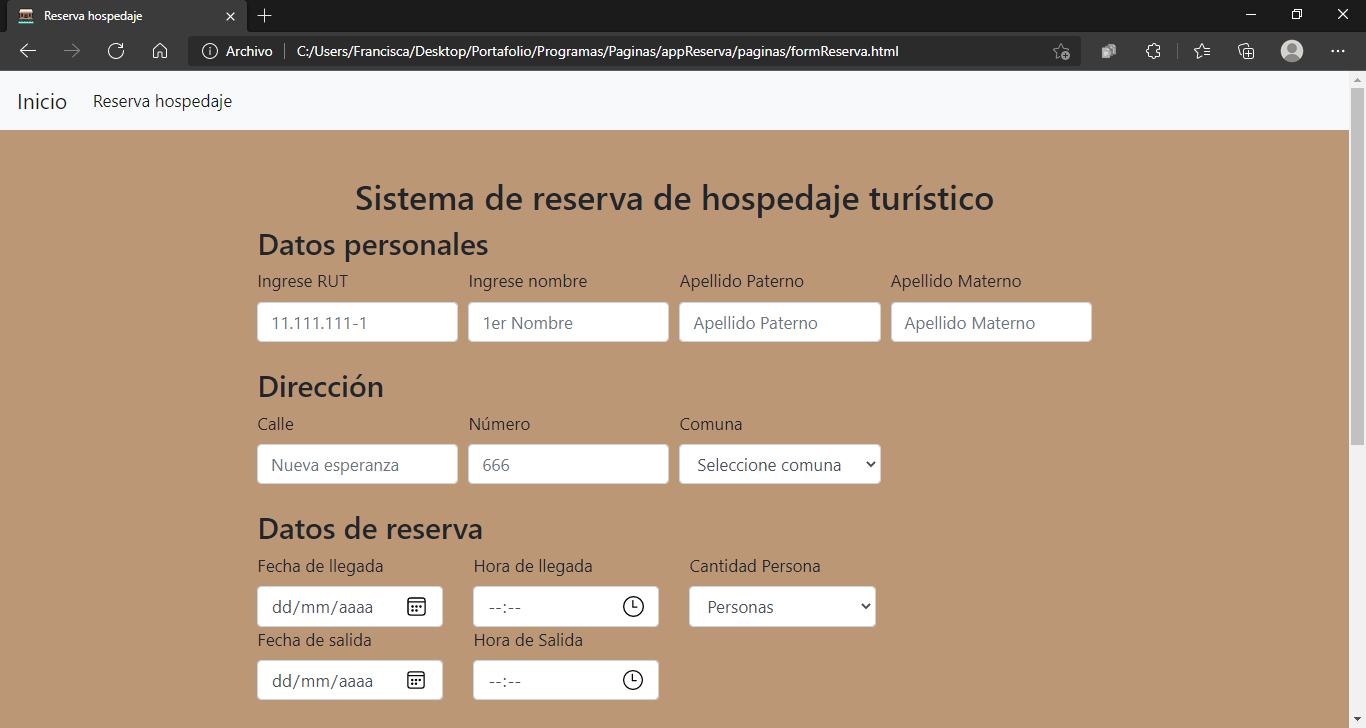 Reserva hospedaje
Archivo C:/Users/Francisca/Desktop/Portafolio/Programas/Paginas/appReserva/paginas/formReserva.html
Inicio Reserva hospedaje
Sistema de reserva de hospedaje turístico
Datos personales
Ingrese RUT Ingrese nombre Apellido Paterno Apellido Materno
11.111.111-1 1er Nombre Apellido Paterno Apellido Materno
Dirección
Calle Número Comuna
Nueva esperanza 666 Seleccione comuna
Datos de reserva
Fecha de llegada Hora de llegada Cantidad Persona
dd/mm/aaaa --:-- Personas
Fecha de salida Hora de Salida
dd/mm/aaaa --:--